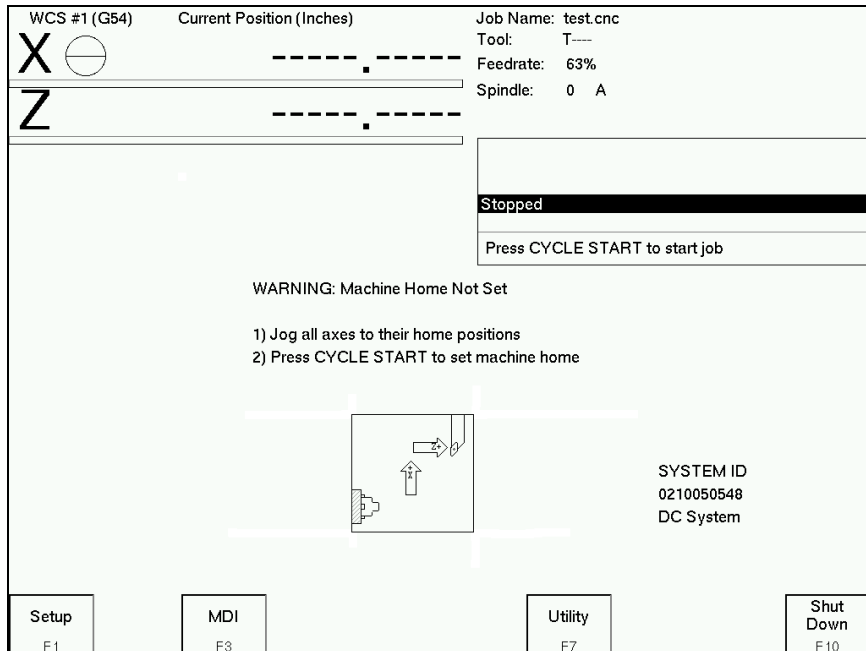 WCS #1 (G54) Current Position (Inches)
X -----.-----
Z -----.-----
Job Name: test.cnc
Tool: T----
Feedrate: 63%
Spindle: 0 A
Stopped
Press CYCLE START to start job
WARNING: Machine Home Not Set
1) Jog all axes to their home positions
2) Press CYCLE START to set machine home
Z+
+X
SYSTEM ID
0210050548
DC System
Setup
F1
MDI
F3
Utility
F7
Shut
Down
F10